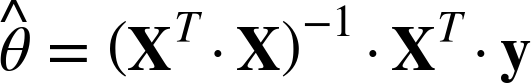 θ̂ = (𝐗ᵀ · 𝐗)⁻¹ · 𝐗ᵀ · 𝐲